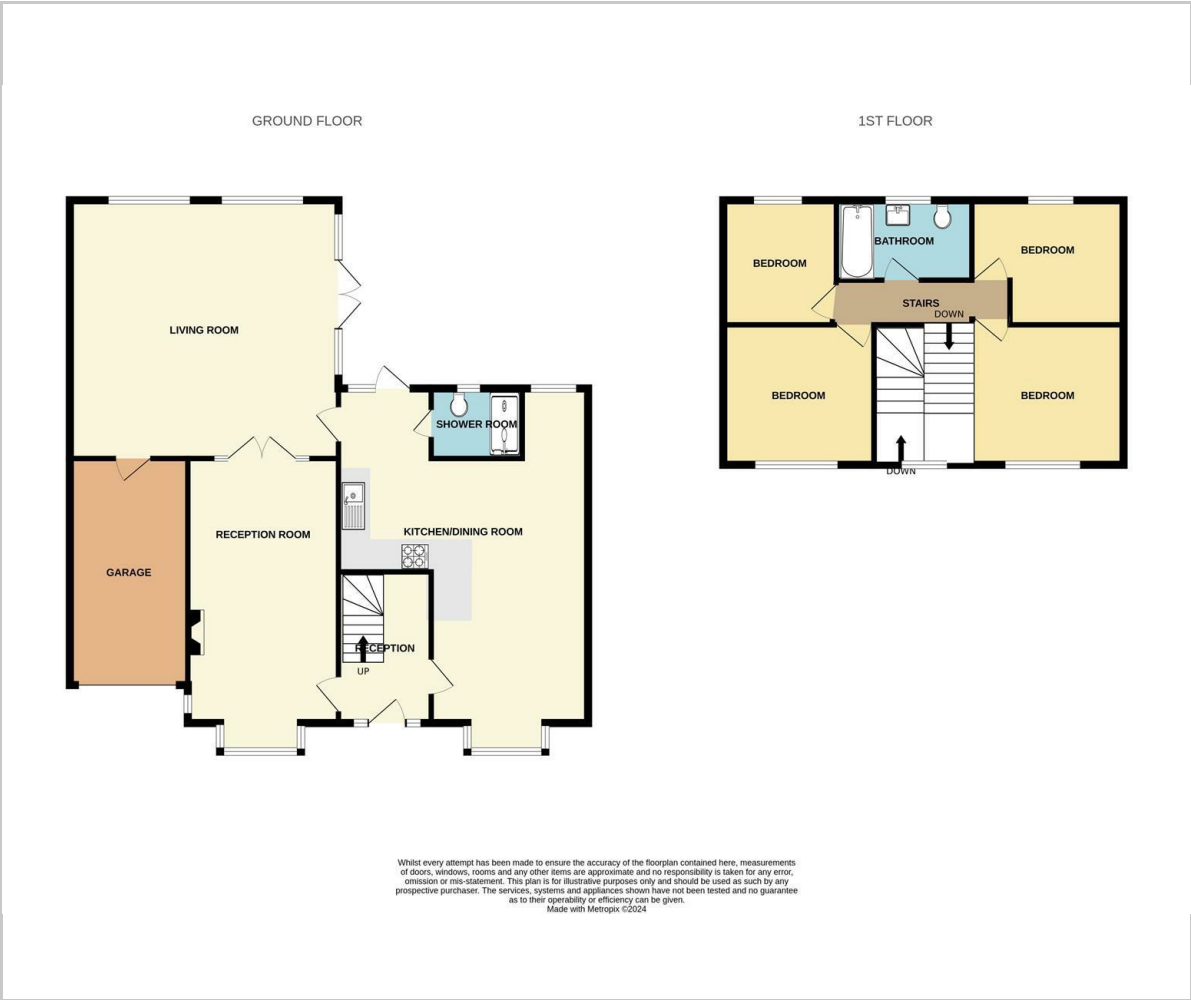 GROUND FLOOR
LIVING ROOM
SHOWER ROOM
RECEPTION ROOM
KITCHEN/DINING ROOM
GARAGE
RECEPTION
UP
1ST FLOOR
BATHROOM
BEDROOM
BEDROOM
STAIRS
DOWN
BEDROOM
BEDROOM
DOWN
Whilst every attempt has been made to ensure the accuracy of the floorplan contained here, measurements
of doors, windows, rooms and any other items are approximate and no responsibility is taken for any error,
omission or mis-statement. This plan is for illustrative purposes only and should be used as such by any
prospective purchaser. The services, systems and appliances shown have not been tested and no guarantee
as to their operability or efficiency can be given.
Made with Metropix ©2024